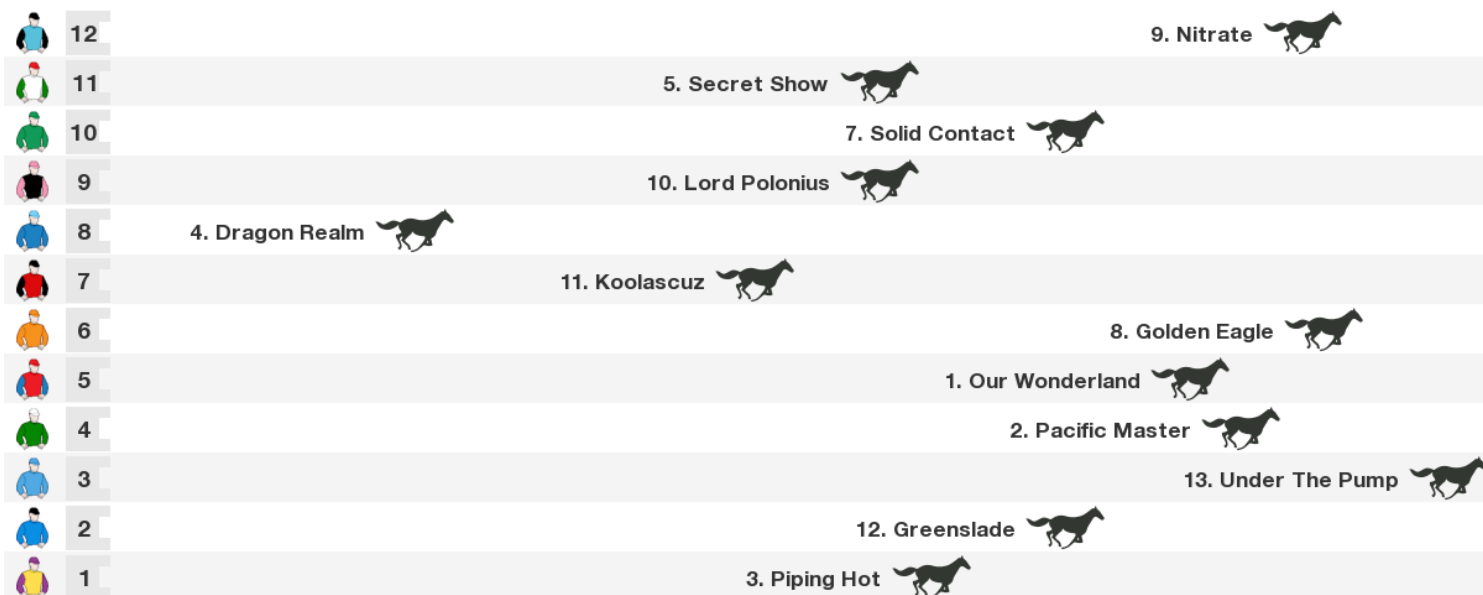 12 9. Nitrate
11 5. Secret Show
10 7. Solid Contact
9 10. Lord Polonius
8 4. Dragon Realm
7 11. Koolascuz
6 8. Golden Eagle
5 1. Our Wonderland
4 2. Pacific Master
3 13. Under The Pump
2 12. Greenslade
1 3. Piping Hot